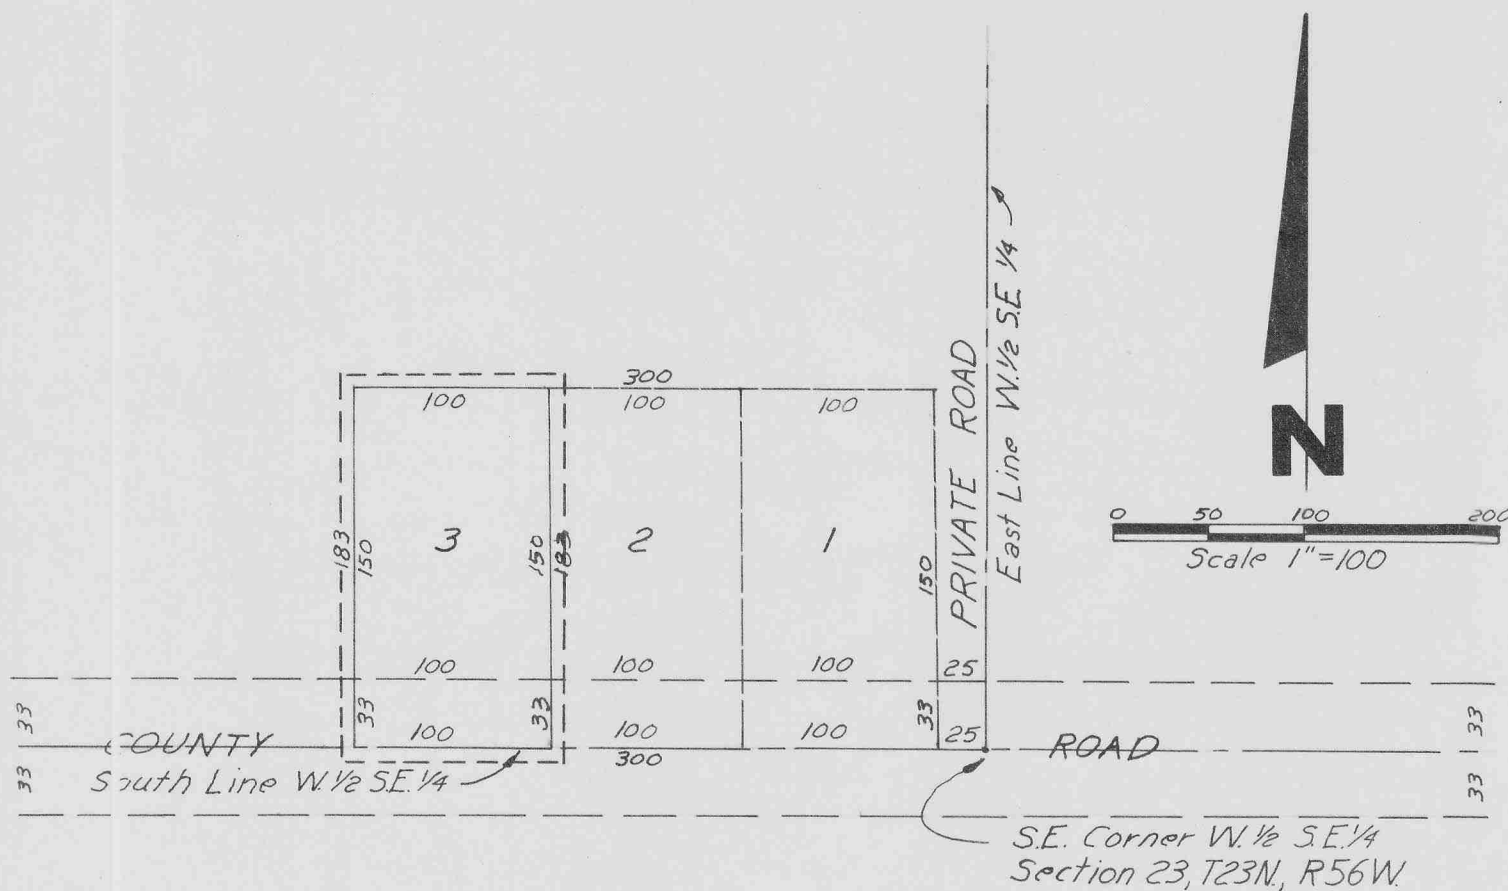 300
100 100 100
3 2 1
183 150 150 183 150
PRIVATE ROAD
East Line W.½ S.E. ¼
N
0 50 100 200
Scale 1"=100
100 100 100 25
33 33 33 33 33
100 100 100 25
COUNTY ROAD
300
South Line W.½ S.E.¼
33 33
S.E. Corner W.½ S.E.¼
Section 23, T23N., R56W.